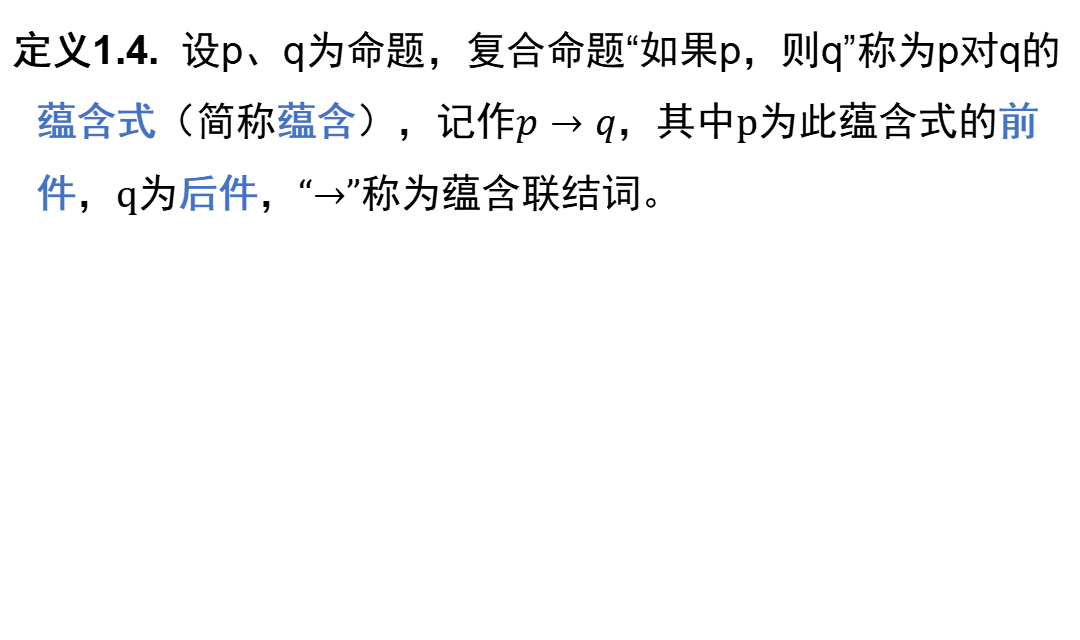 定义1.4. 设p、q为命题，复合命题“如果p，则q”称为p对q的
蕴含式（简称蕴含），记作p → q，其中p为此蕴含式的前
件，q为后件，“→”称为蕴含联结词。